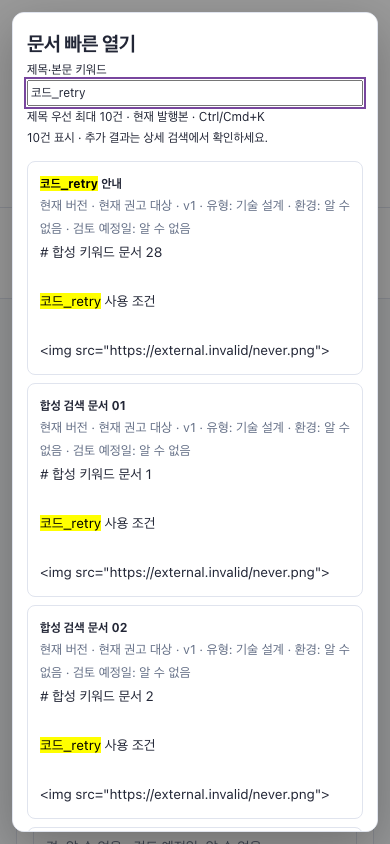 문서 빠른 열기
제목·본문 키워드
코드_retry
제목 우선 최대 10건 · 현재 발행본 · Ctrl/Cmd+K
10건 표시 · 추가 결과는 상세 검색에서 확인하세요.
코드_retry 안내
현재 버전 · 현재 권고 대상 · v1 · 유형: 기술 설계 · 환경: 알 수
없음 · 검토 예정일: 알 수 없음
# 합성 키워드 문서 28
코드_retry 사용 조건
<img src="https://external.invalid/never.png">
합성 검색 문서 01
현재 버전 · 현재 권고 대상 · v1 · 유형: 기술 설계 · 환경: 알 수
없음 · 검토 예정일: 알 수 없음
# 합성 키워드 문서 1
코드_retry 사용 조건
<img src="https://external.invalid/never.png">
합성 검색 문서 02
현재 버전 · 현재 권고 대상 · v1 · 유형: 기술 설계 · 환경: 알 수
없음 · 검토 예정일: 알 수 없음
# 합성 키워드 문서 2
코드_retry 사용 조건
<img src="https://external.invalid/never.png">